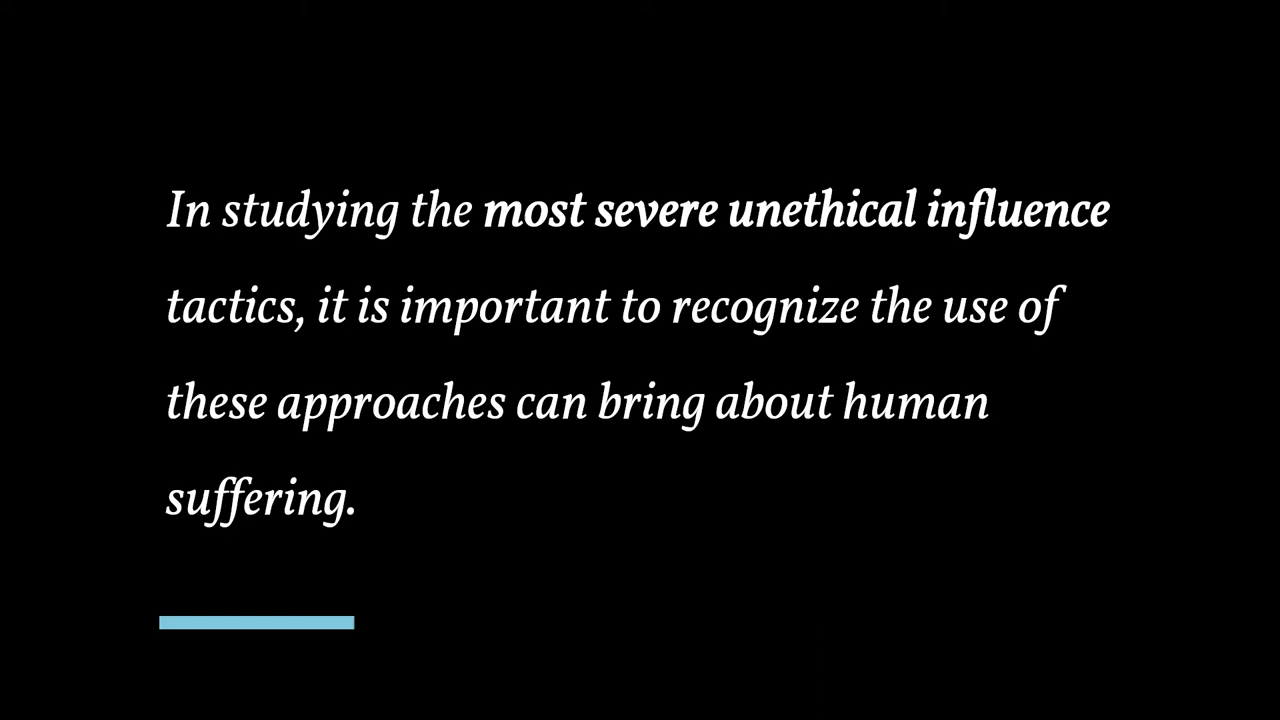 In studying the most severe unethical influence
tactics, it is important to recognize the use of
these approaches can bring about human
suffering.